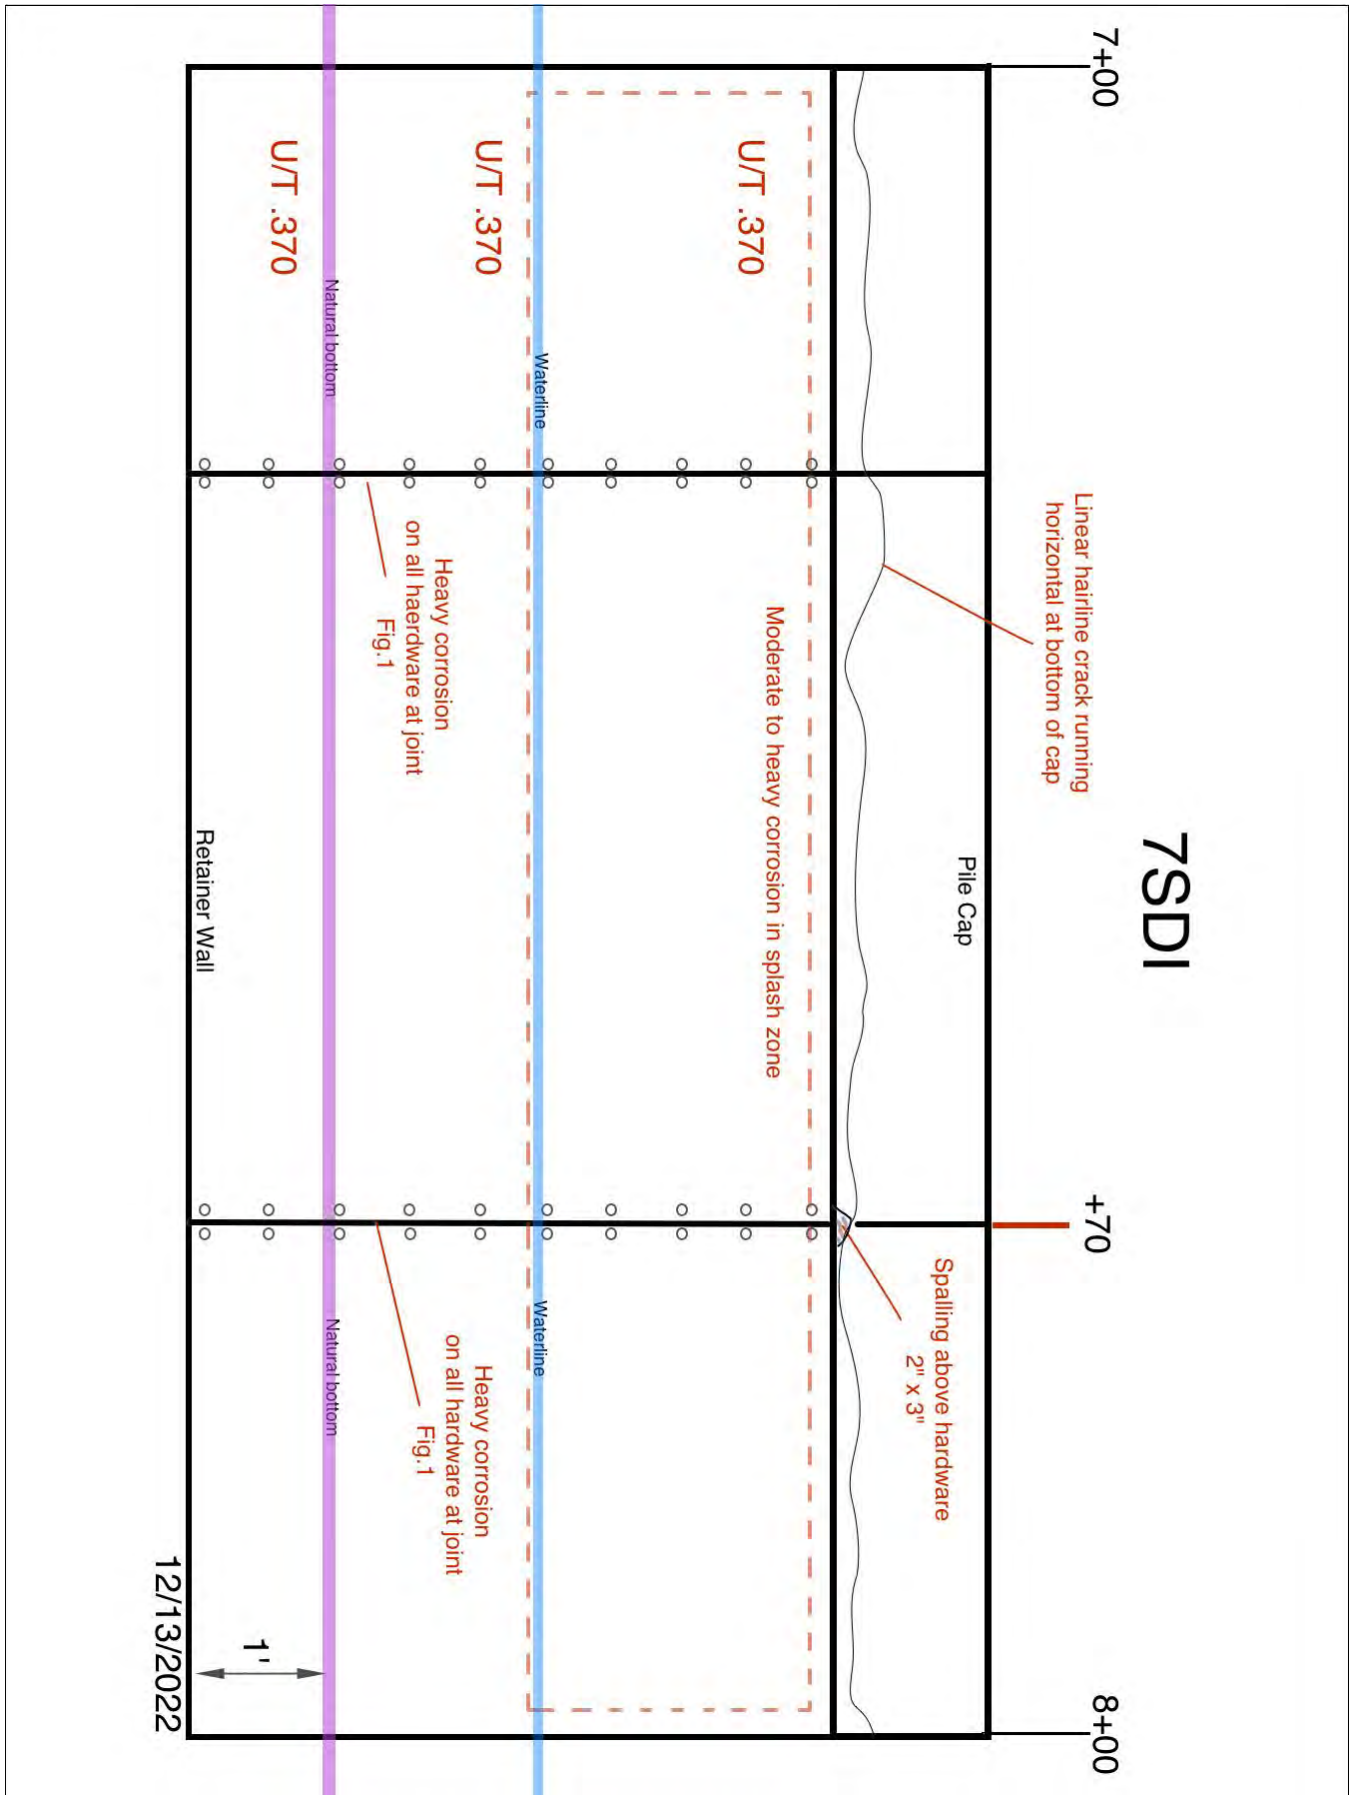 7SDI
7+00
+70
8+00
Linear hairline crack running
horizontal at bottom of cap
Pile Cap
Spalling above hardware
2" x 3"
U/T .370
Moderate to heavy corrosion in splash zone
Waterline
Waterline
U/T .370
Heavy corrosion
on all haerdware at joint
Fig.1
Heavy corrosion
on all hardware at joint
Fig.1
Natural bottom
Natural bottom
U/T .370
1'
Retainer Wall
12/13/2022